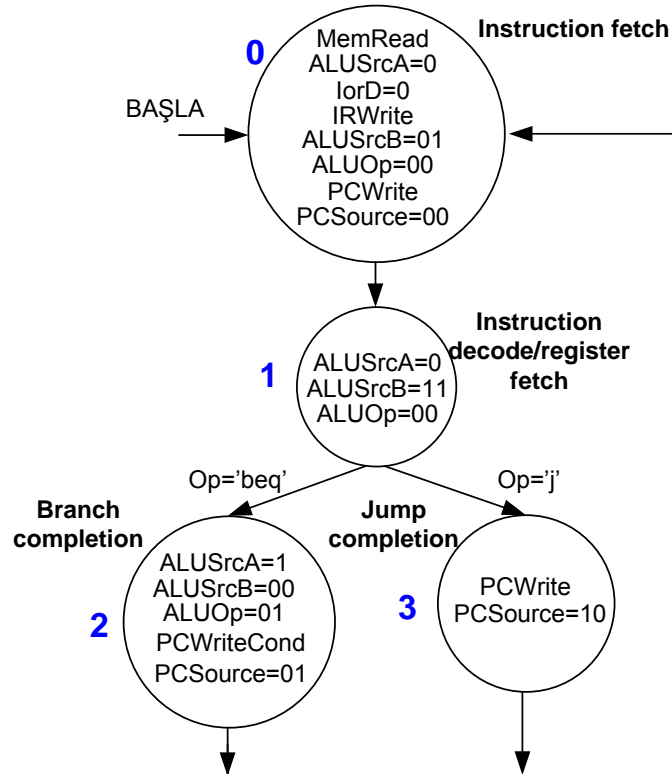 0
MemRead
ALUSrcA=0
IorD=0
IRWrite
ALUSrcB=01
ALUOp=00
PCWrite
PCSource=00
Instruction fetch
BAŞLA
1
ALUSrcA=0
ALUSrcB=11
ALUOp=00
Instruction
decode/register
fetch
Op='beq'
Op='j'
Branch
completion
2
ALUSrcA=1
ALUSrcB=00
ALUOp=01
PCWriteCond
PCSource=01
Jump
completion
3
PCWrite
PCSource=10